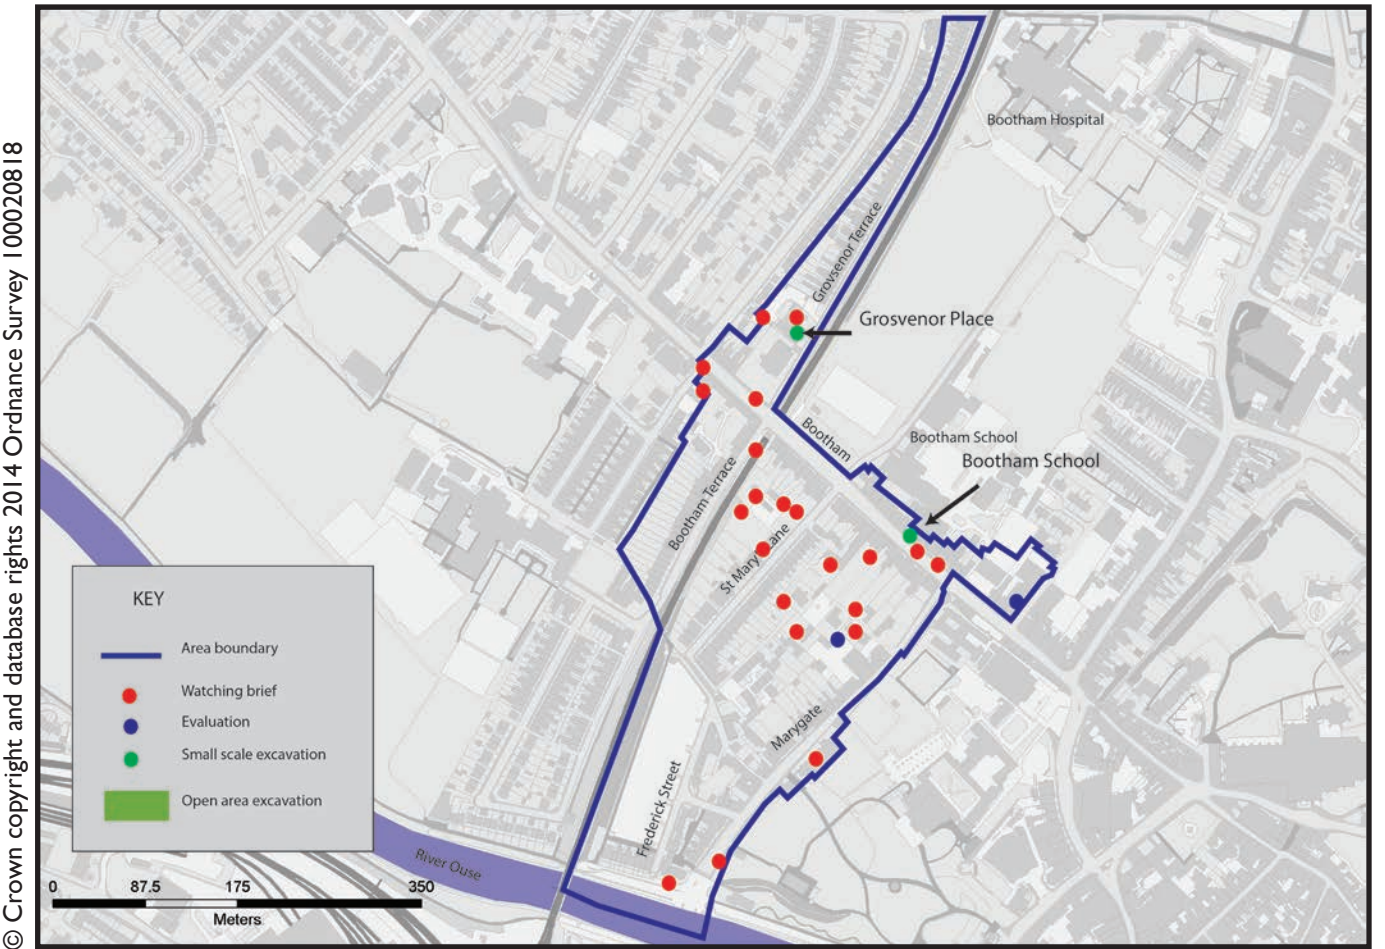 © Crown copyright and database rights 2014 Ordnance Survey 100020818
Bootham Hospital
Grovsenor Terrace
Grosvenor Place
Bootham
Bootham School
Bootham School
Bootham Terrace
St Mary Lane
Marygate
Frederick Street
River Ouse
KEY
Area boundary
Watching brief
Evaluation
Small scale excavation
Open area excavation
0 87.5 175 350
Meters